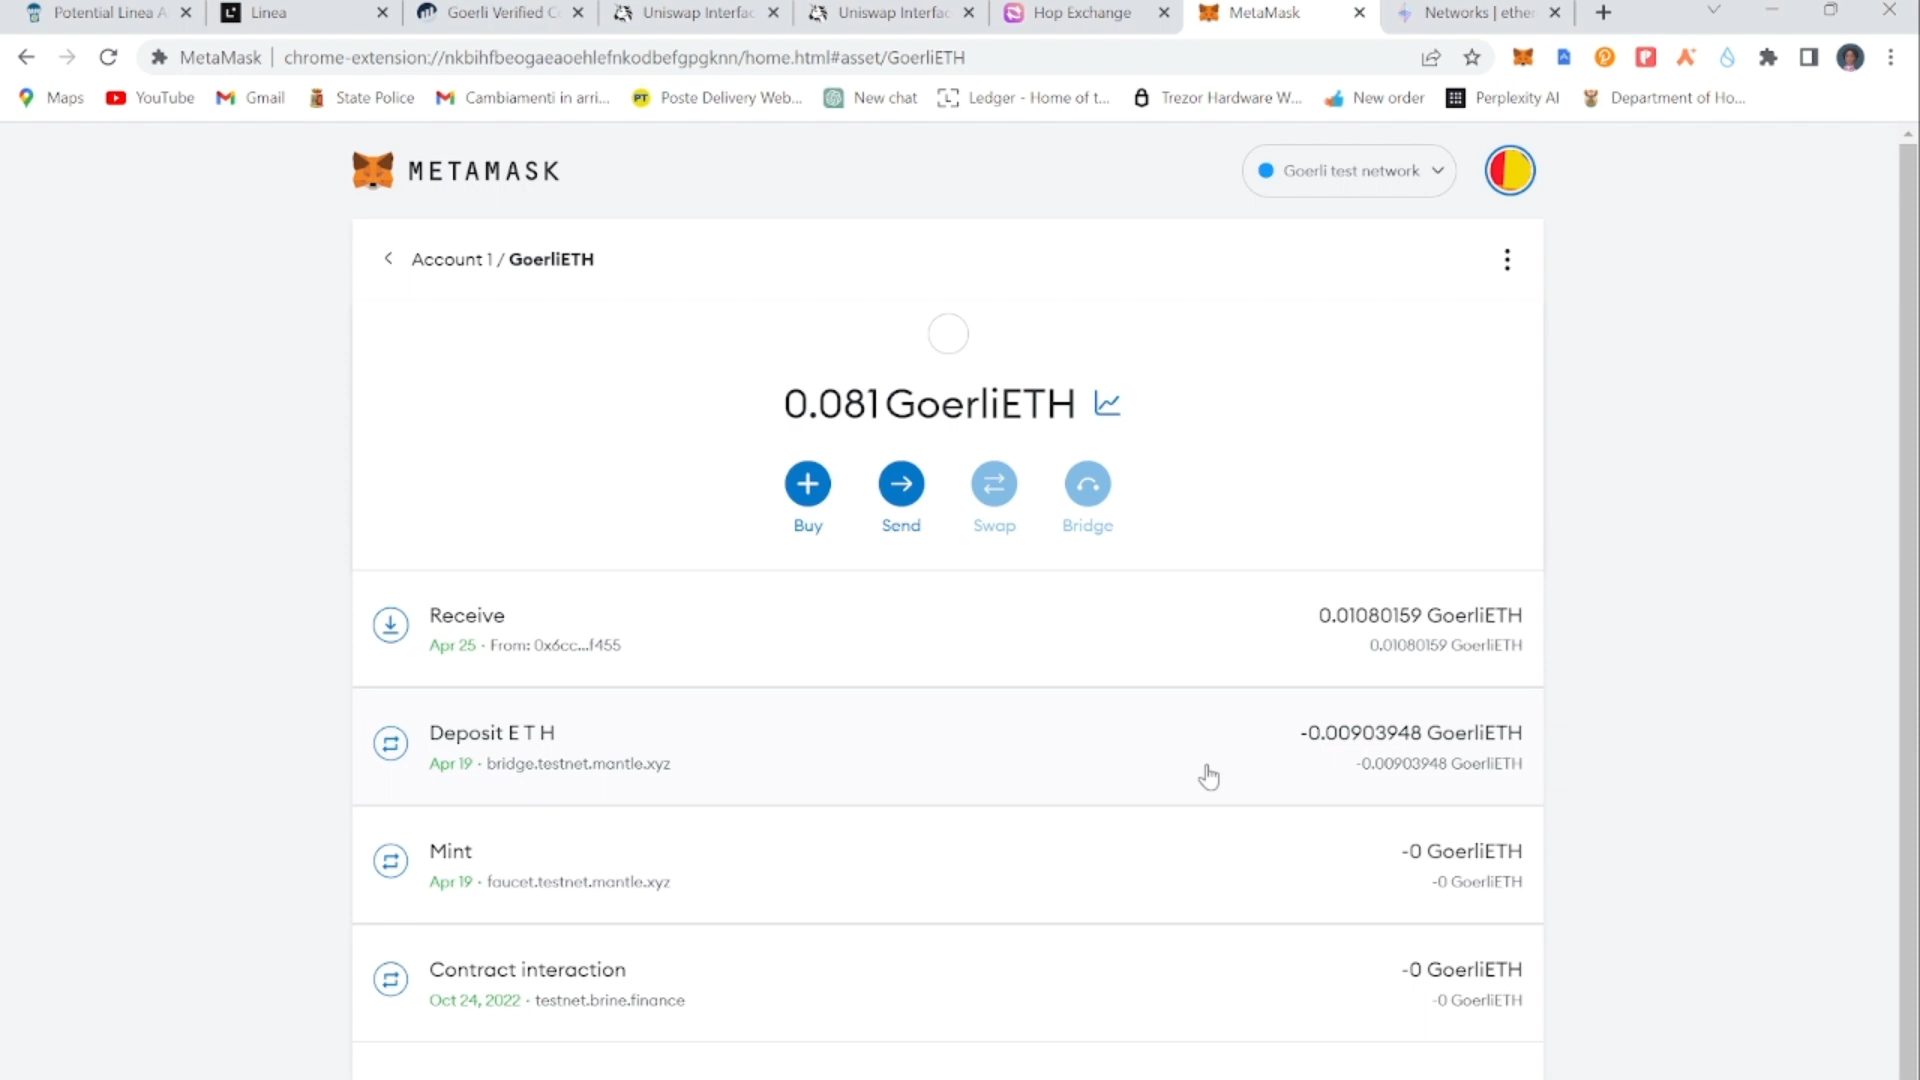 Potential Linea A
Linea
Goerli Verified C
Uniswap Interfac
Uniswap Interfac
Hop Exchange
MetaMask
Networks | ether
MetaMask | chrome-extension://nkbihfbeogaeaoehlefnkodbefgpgknn/home.html#asset/GoerliETH
Maps
YouTube
Gmail
State Police
Cambiamenti in arri...
PT Poste Delivery Web...
New chat
Ledger - Home of t...
Trezor Hardware W...
New order
Perplexity AI
Department of Ho...
METAMASK
Goerli test network
Account 1 / GoerliETH
0.081 GoerliETH
Buy
Send
Swap
Bridge
Receive
0.01080159 GoerliETH
Apr 25 · From: 0x6cc...f455
0.01080159 GoerliETH
Deposit E T H
-0.00903948 GoerliETH
Apr 19 · bridge.testnet.mantle.xyz
-0.00903948 GoerliETH
Mint
-0 GoerliETH
Apr 19 · faucet.testnet.mantle.xyz
-0 GoerliETH
Contract interaction
-0 GoerliETH
Oct 24, 2022 · testnet.brine.finance
-0 GoerliETH